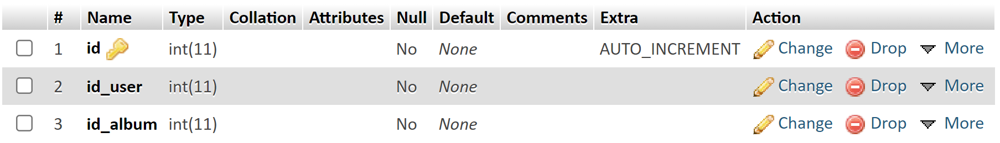 # Name Type Collation Attributes Null Default Comments Extra Action
1 id int(11) No None AUTO_INCREMENT Change Drop More
2 id_user int(11) No None Change Drop More
3 id_album int(11) No None Change Drop More